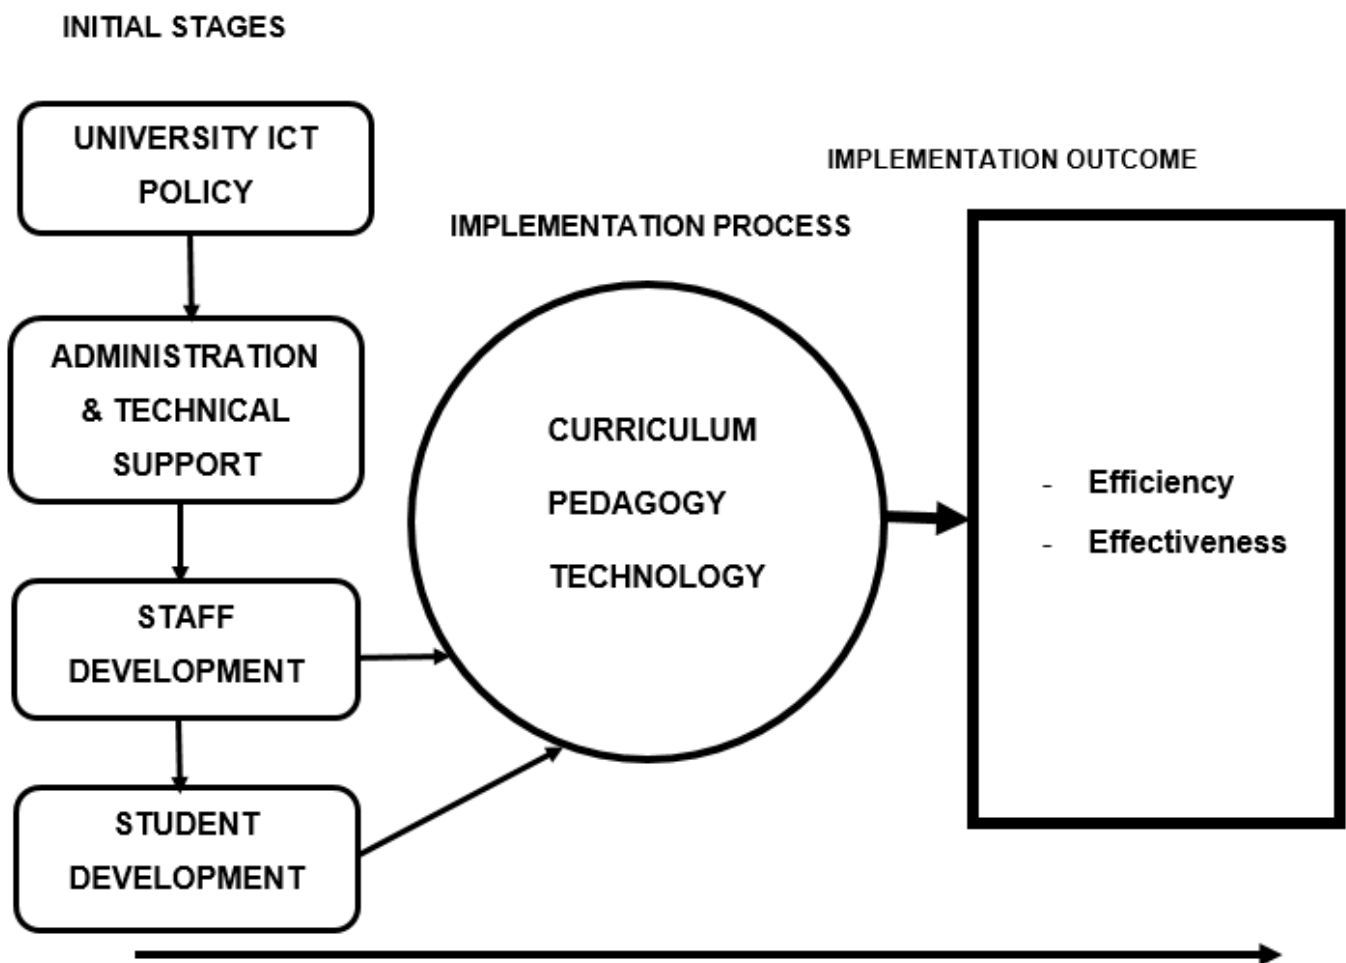 INITIAL STAGES
UNIVERSITY ICT
POLICY
ADMINISTRATION
& TECHNICAL
SUPPORT
STAFF
DEVELOPMENT
STUDENT
DEVELOPMENT
IMPLEMENTATION PROCESS
CURRICULUM
PEDAGOGY
TECHNOLOGY
IMPLEMENTATION OUTCOME
- Efficiency
- Effectiveness